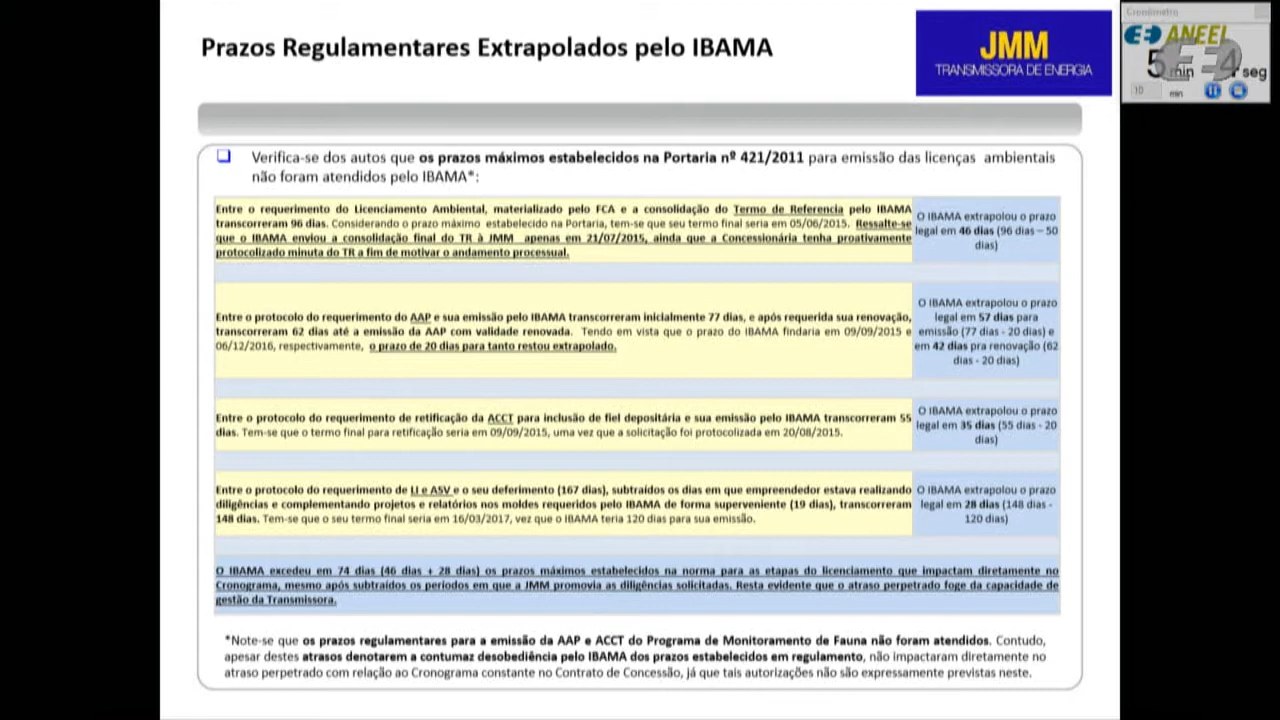 Prazos Regulamentares Extrapolados pelo IBAMA
JMM
TRANSMISSORA DE ENERGIA
Cronômetro
ANEEL
5 min 4 seg
10 min
Verifica-se dos autos que os prazos máximos estabelecidos na Portaria nº 421/2011 para emissão das licenças ambientais
não foram atendidos pelo IBAMA*:
Entre o requerimento do Licenciamento Ambiental, materializado pelo FCA e a consolidação do Termo de Referencia pelo IBAMA
transcorreram 96 dias. Considerando o prazo máximo estabelecido na Portaria, tem-se que seu termo final seria em 05/06/2015. Ressalte-se
que o IBAMA enviou a consolidação final do TR à JMM apenas em 21/07/2015, ainda que a Concessionária tenha proativamente
protocolizado minuta do TR a fim de motivar o andamento processual.
O IBAMA extrapolou o prazo
legal em 46 dias (96 dias – 50
dias)
Entre o protocolo do requerimento do AAP e sua emissão pelo IBAMA transcorreram inicialmente 77 dias, e após requerida sua renovação,
transcorreram 62 dias até a emissão da AAP com validade renovada. Tendo em vista que o prazo do IBAMA findaria em 09/09/2015 e
06/12/2016, respectivamente, o prazo de 20 dias para tanto restou extrapolado.
O IBAMA extrapolou o prazo
legal em 57 dias para
emissão (77 dias - 20 dias) e
em 42 dias pra renovação (62
dias - 20 dias)
Entre o protocolo do requerimento de retificação da ACCT para inclusão de fiel depositária e sua emissão pelo IBAMA transcorreram 55
dias. Tem-se que o termo final para retificação seria em 09/09/2015, uma vez que a solicitação foi protocolizada em 20/08/2015.
O IBAMA extrapolou o prazo
legal em 35 dias (55 dias - 20
dias)
Entre o protocolo do requerimento de LI e ASV e o seu deferimento (167 dias), subtraídos os dias em que empreendedor estava realizando
diligências e complementando projetos e relatórios nos moldes requeridos pelo IBAMA de forma superveniente (19 dias), transcorreram
148 dias. Tem-se que o seu termo final seria em 16/03/2017, vez que o IBAMA teria 120 dias para sua emissão.
O IBAMA extrapolou o prazo
legal em 28 dias (148 dias -
120 dias)
O IBAMA excedeu em 74 dias (46 dias + 28 dias) os prazos máximos estabelecidos na norma para as etapas do licenciamento que impactam diretamente no
Cronograma, mesmo após subtraídos os períodos em que a JMM promovia as diligências solicitadas. Resta evidente que o atraso perpetrado foge da capacidade de
gestão da Transmissora.
*Note-se que os prazos regulamentares para a emissão da AAP e ACCT do Programa de Monitoramento de Fauna não foram atendidos. Contudo,
apesar destes atrasos denotarem a contumaz desobediência pelo IBAMA dos prazos estabelecidos em regulamento, não impactaram diretamente no
atraso perpetrado com relação ao Cronograma constante no Contrato de Concessão, já que tais autorizações não são expressamente previstas neste.